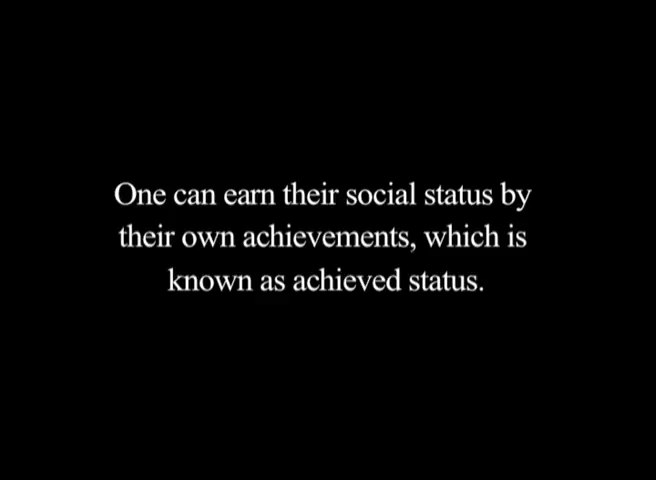 One can earn their social status by
their own achievements, which is
known as achieved status.